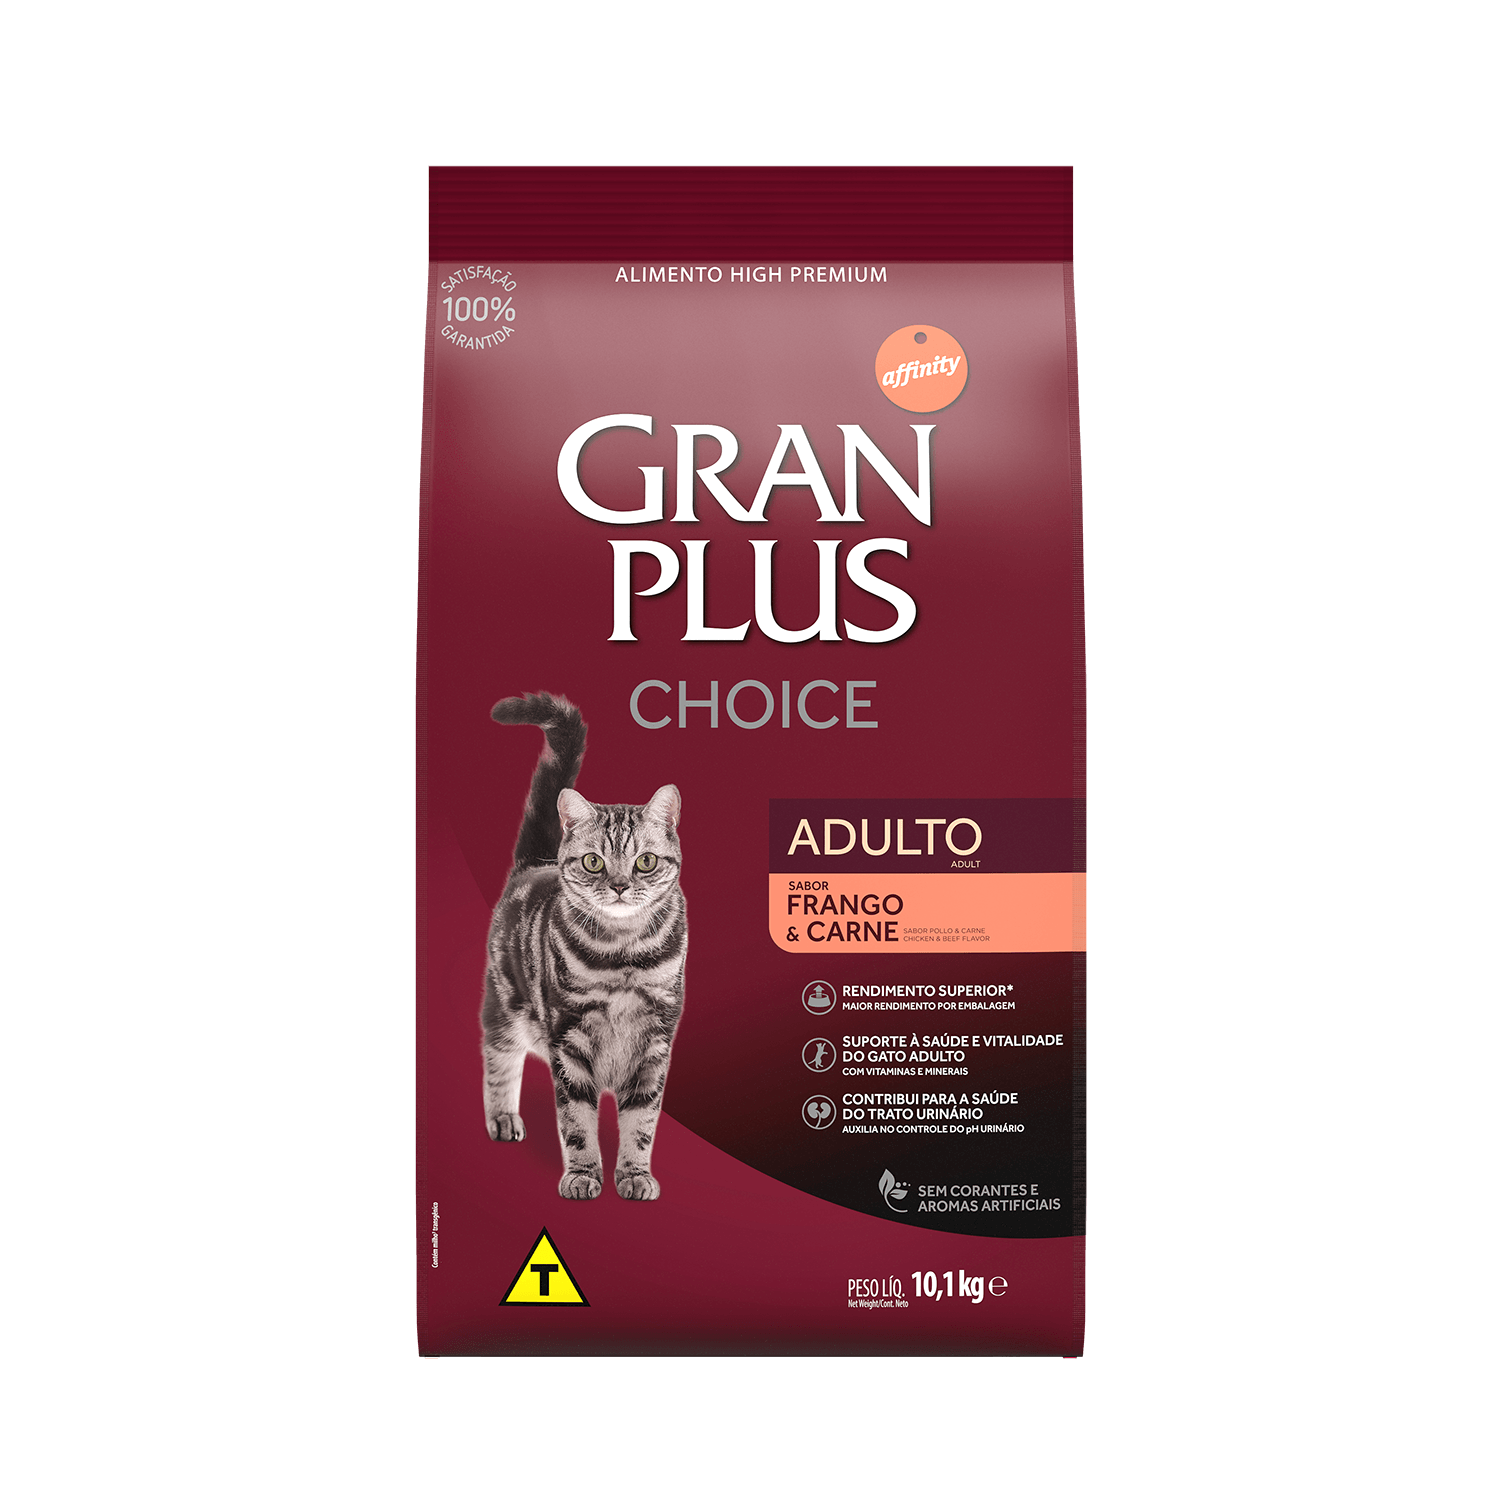 ALIMENTO HIGH PREMIUM
SATISFAÇÃO
100%
GARANTIDA
affinity
GRAN
PLUS
CHOICE
ADULTO
ADULT
SABOR
FRANGO
& CARNE
SABOR POLLO & CARNE
CHICKEN & BEEF FLAVOR
RENDIMENTO SUPERIOR*
MAIOR RENDIMENTO POR EMBALAGEM
SUPORTE À SAÚDE E VITALIDADE
DO GATO ADULTO
COM VITAMINAS E MINERAIS
CONTRIBUI PARA A SAÚDE
DO TRATO URINÁRIO
AUXILIA NO CONTROLE DO pH URINÁRIO
SEM CORANTES E
AROMAS ARTIFICIAIS
Contém milho¹ transgênico
T
PESO LÍQ. 10,1 kg ℮
Net Weight/Cont. Neto